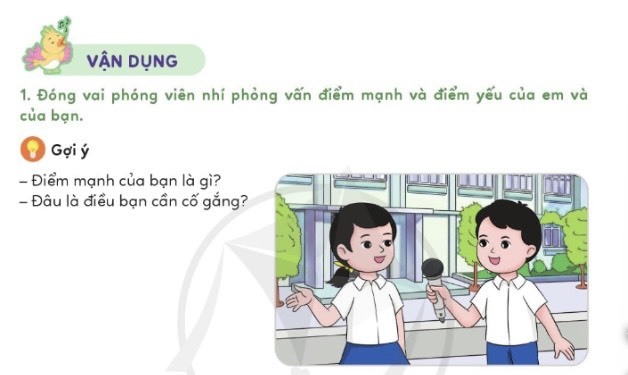 VẬN DỤNG
1. Đóng vai phóng viên nhí phỏng vấn điểm mạnh và điểm yếu của em và
của bạn.
Gợi ý
– Điểm mạnh của bạn là gì?
– Đâu là điều bạn cần cố gắng?